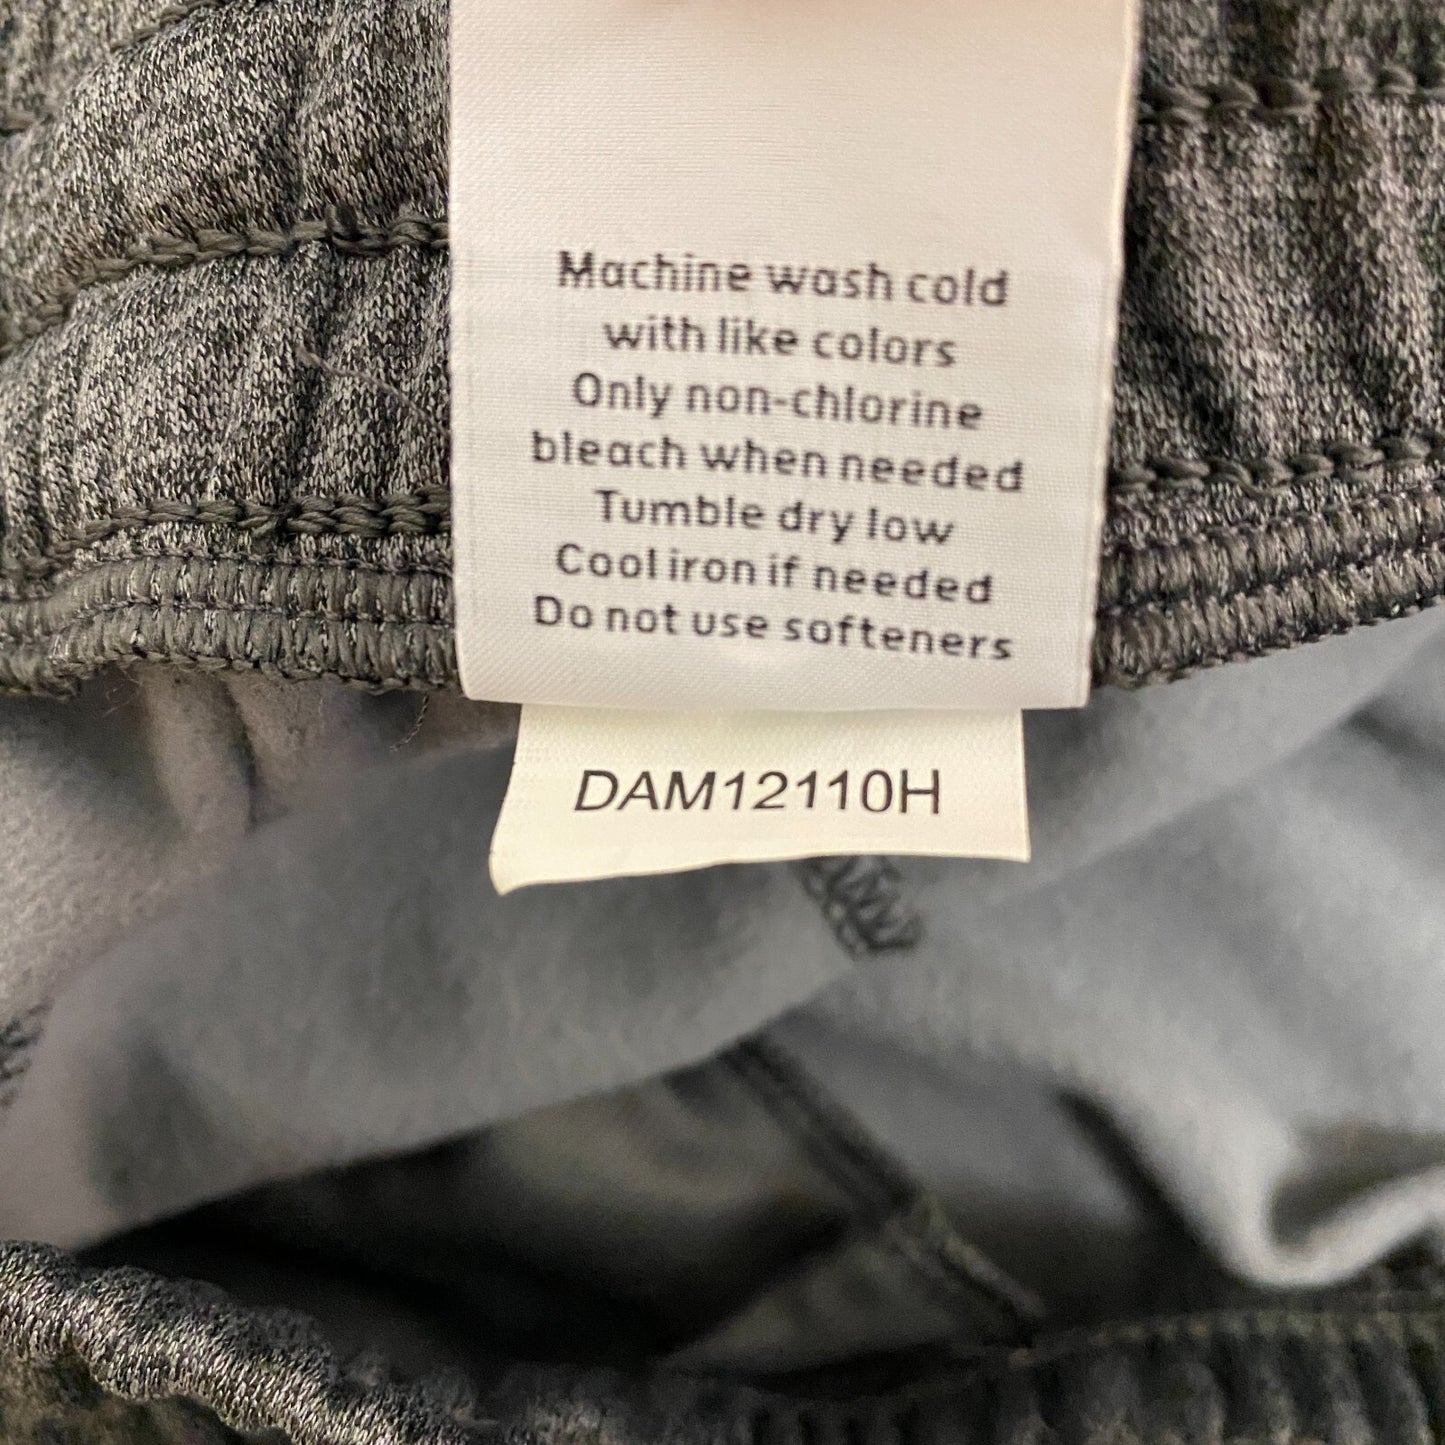 Machine wash cold
with like colors
Only non-chlorine
bleach when needed
Tumble dry low
Cool iron if needed
Do not use softeners
DAM12110H